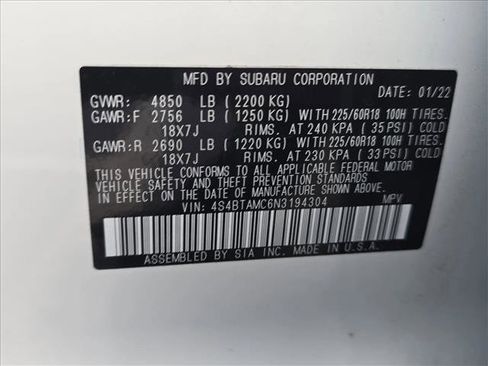 MFD BY SUBARU CORPORATION
DATE: 01/22
GVWR: 4850 LB (2200 KG)
GAWR:F 2756 LB (1250 KG) WITH 225/60R18 100H TIRES.
18X7J RIMS. AT 240 KPA (35 PSI) COLD
GAWR:R 2690 LB (1220 KG) WITH 225/60R18 100H TIRES.
18X7J RIMS. AT 230 KPA (33 PSI) COLD
THIS VEHICLE CONFORMS TO ALL APPLICABLE FEDERAL MOTOR
VEHICLE SAFETY AND THEFT PREVENTION STANDARDS
IN EFFECT ON THE DATE OF MANUFACTURE SHOWN ABOVE.
VIN: 4S4BTAMC6N3194304 MPV
ASSEMBLED BY SIA INC. MADE IN U.S.A.